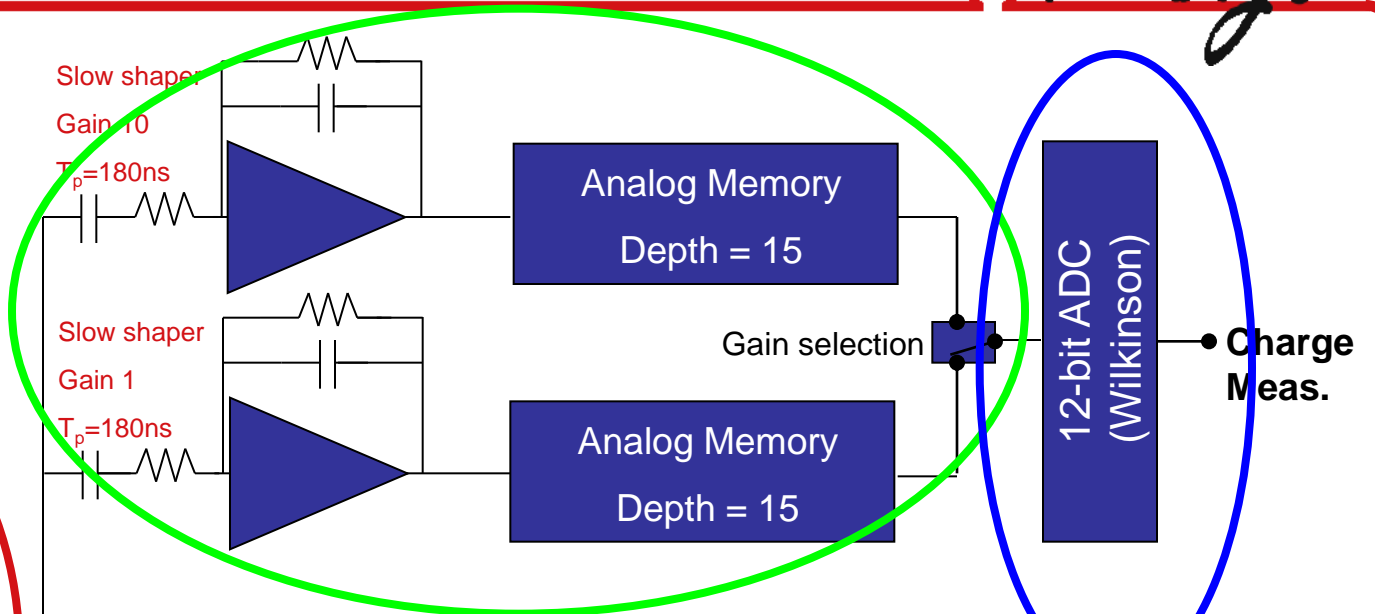 Slow shaper
Gain 10
Tp=180ns
Analog Memory
Depth = 15
Slow shaper
Gain 1
Tp=180ns
Gain selection
Analog Memory
Depth = 15
12-bit ADC
(Wilkinson)
Charge
Meas.